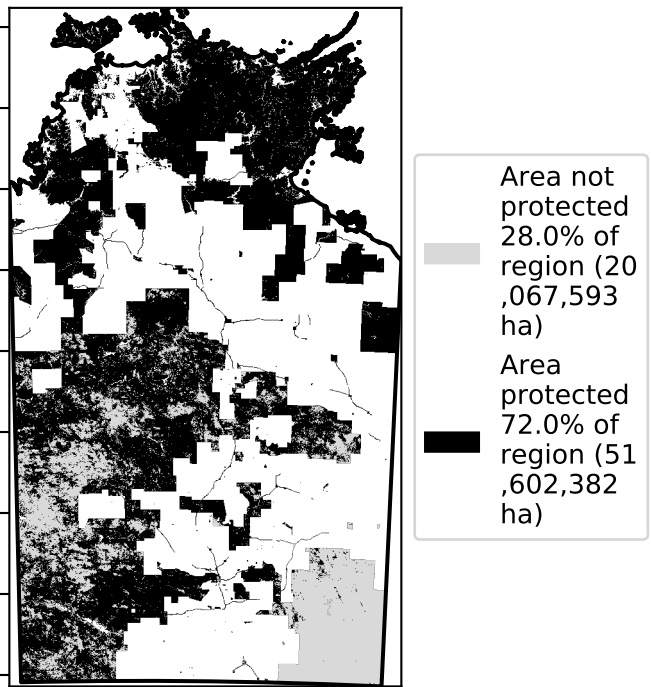 Area not
protected
28.0% of
region (20
,067,593
ha)
Area
protected
72.0% of
region (51
,602,382
ha)